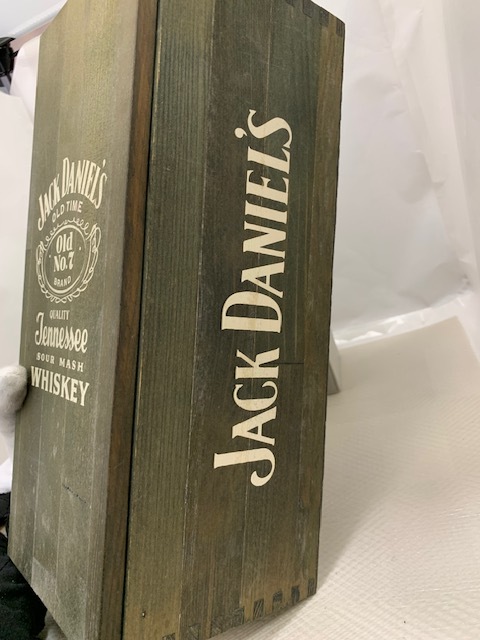 JACK DANIEL'S
OLD TIME
Old
No.7
BRAND
QUALITY
Tennessee
SOUR MASH
WHISKEY
JACK DANIEL'S